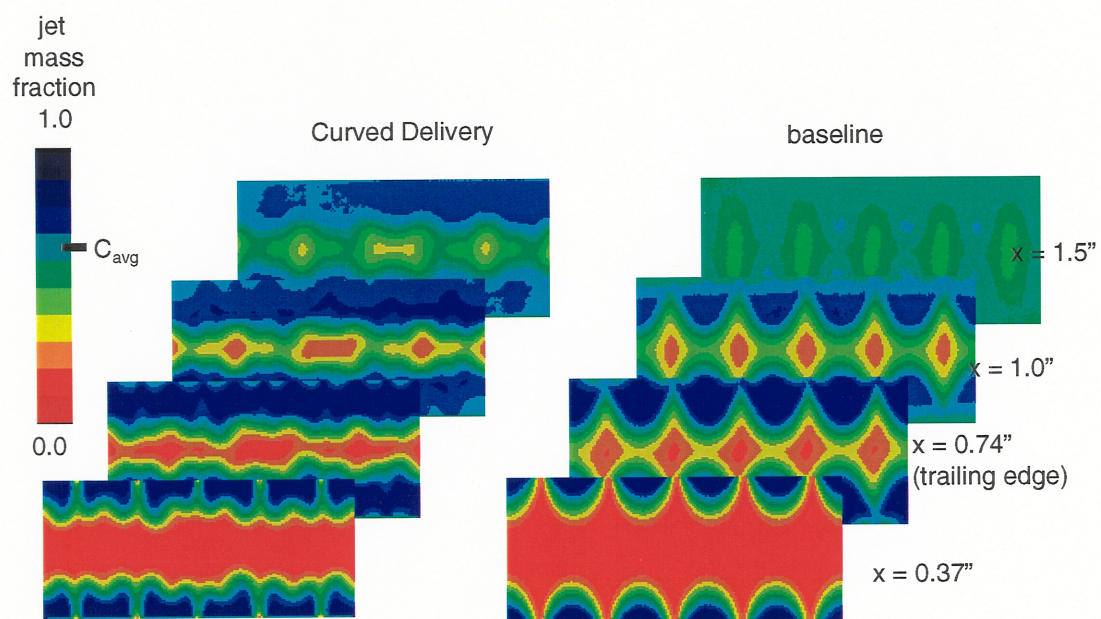 jet
mass
fraction
1.0
C avg
0.0
Curved Delivery
baseline
x = 1.5”
x = 1.0”
x = 0.74”
(trailing edge)
x = 0.37”